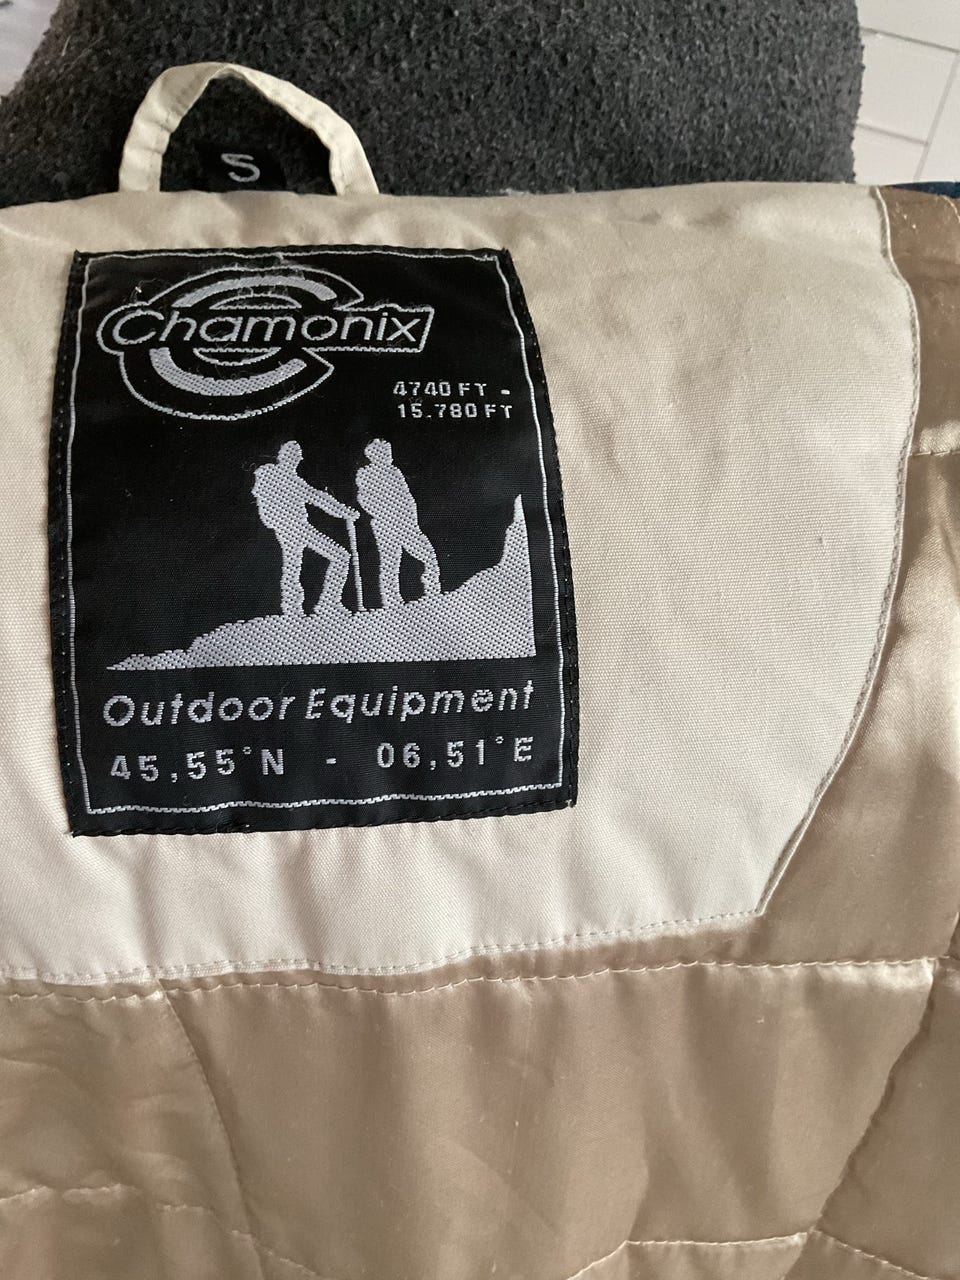 S
Chamonix
4740 FT -
15.780 FT
Outdoor Equipment
45,55°N - 06,51°E